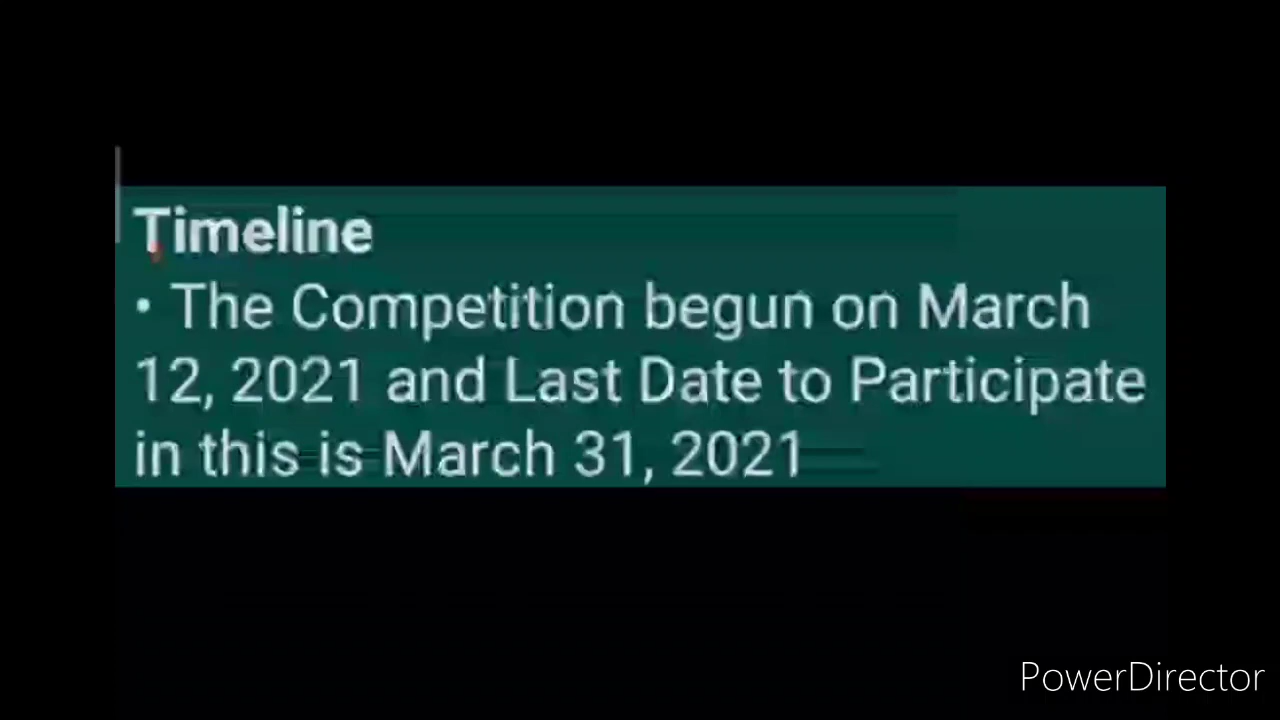 Timeline
• The Competition begun on March
12, 2021 and Last Date to Participate
in this is March 31, 2021
PowerDirector